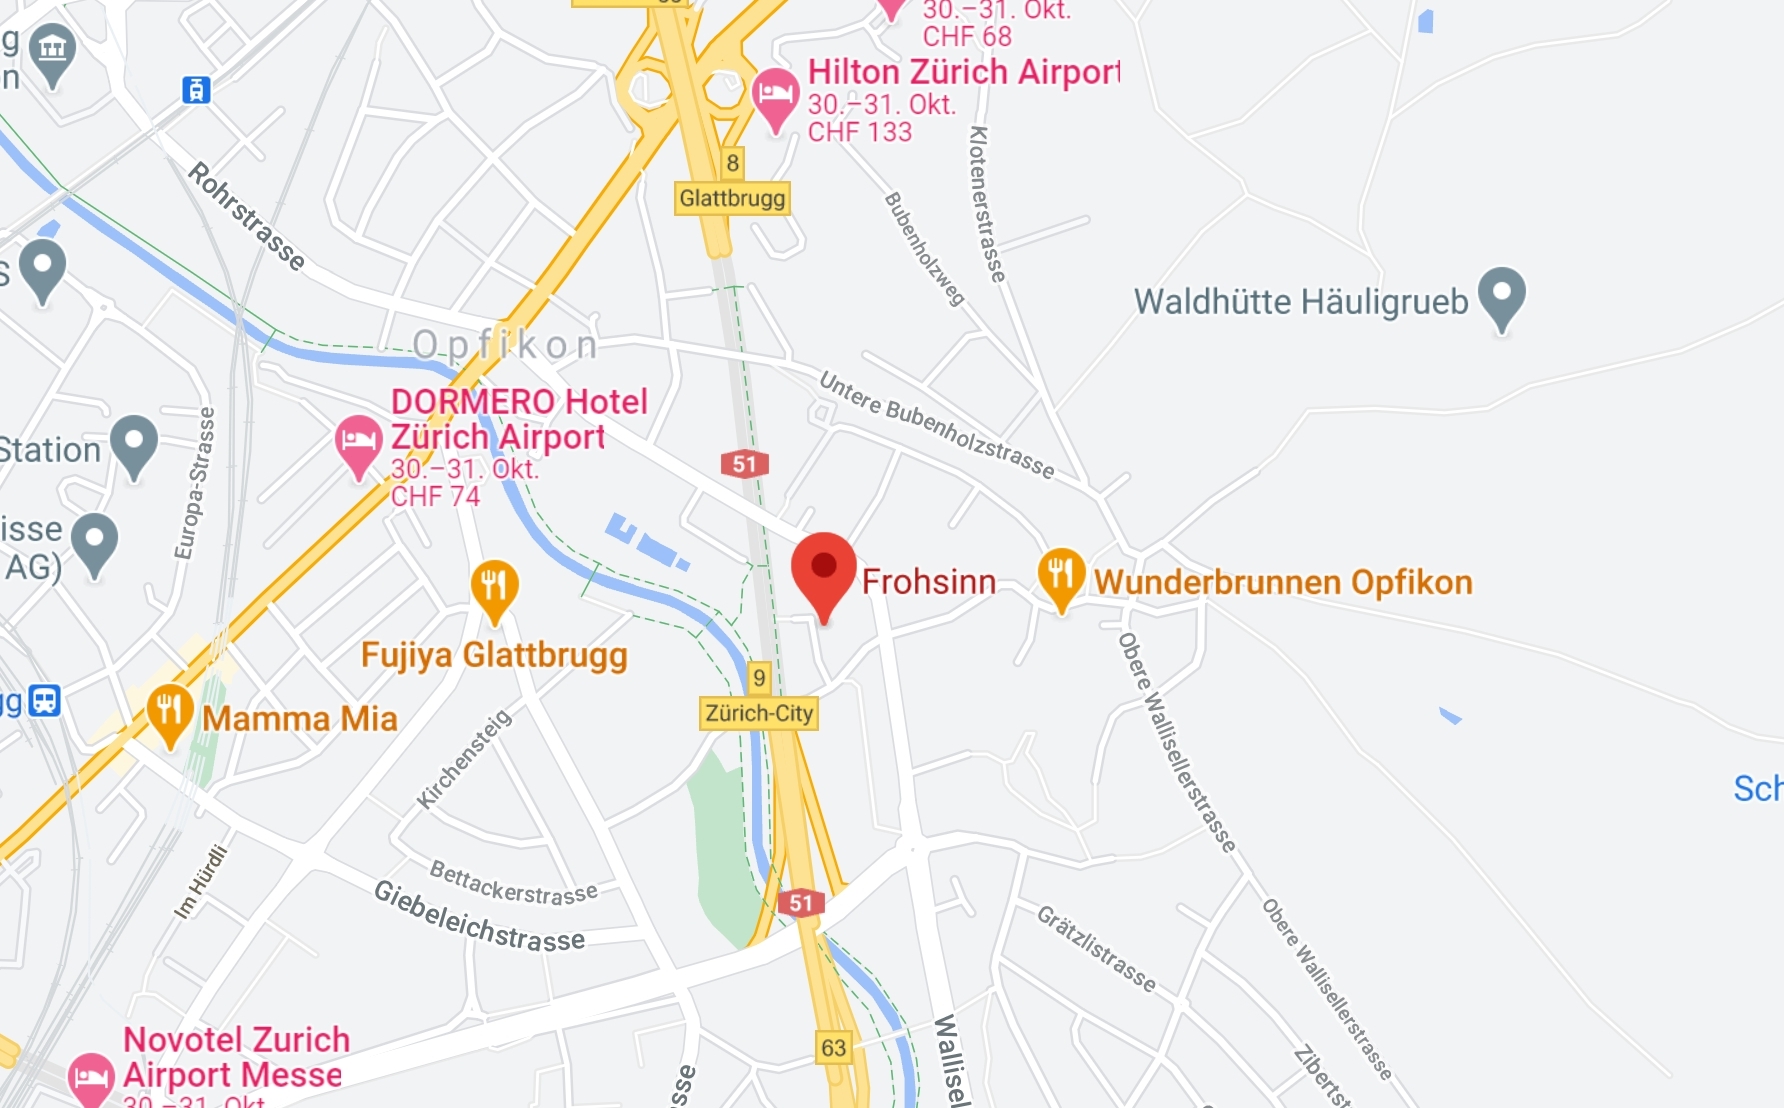 30.–31. Okt.
CHF 68
Hilton Zürich Airport
30.–31. Okt.
CHF 133
8
Glattbrugg
Klotenerstrasse
Bubenholzweg
Rohrstrasse
Waldhütte Häuligrueb
Opfikon
DORMERO Hotel
Zürich Airport
30.–31. Okt.
CHF 74
Untere Bubenholzstrasse
51
Station
Europa-Strasse
AG)
Frohsinn
Wunderbrunnen Opfikon
Fujiya Glattbrugg
Mamma Mia
9
Zürich-City
Kirchensteig
Obere Wallisellerstrasse
Im Hürdli
Bettackerstrasse
Giebeleichstrasse
51
Grätzlistrasse
Obere Wallisellerstrasse
63
Novotel Zurich
Airport Messe
30.–31. Okt.